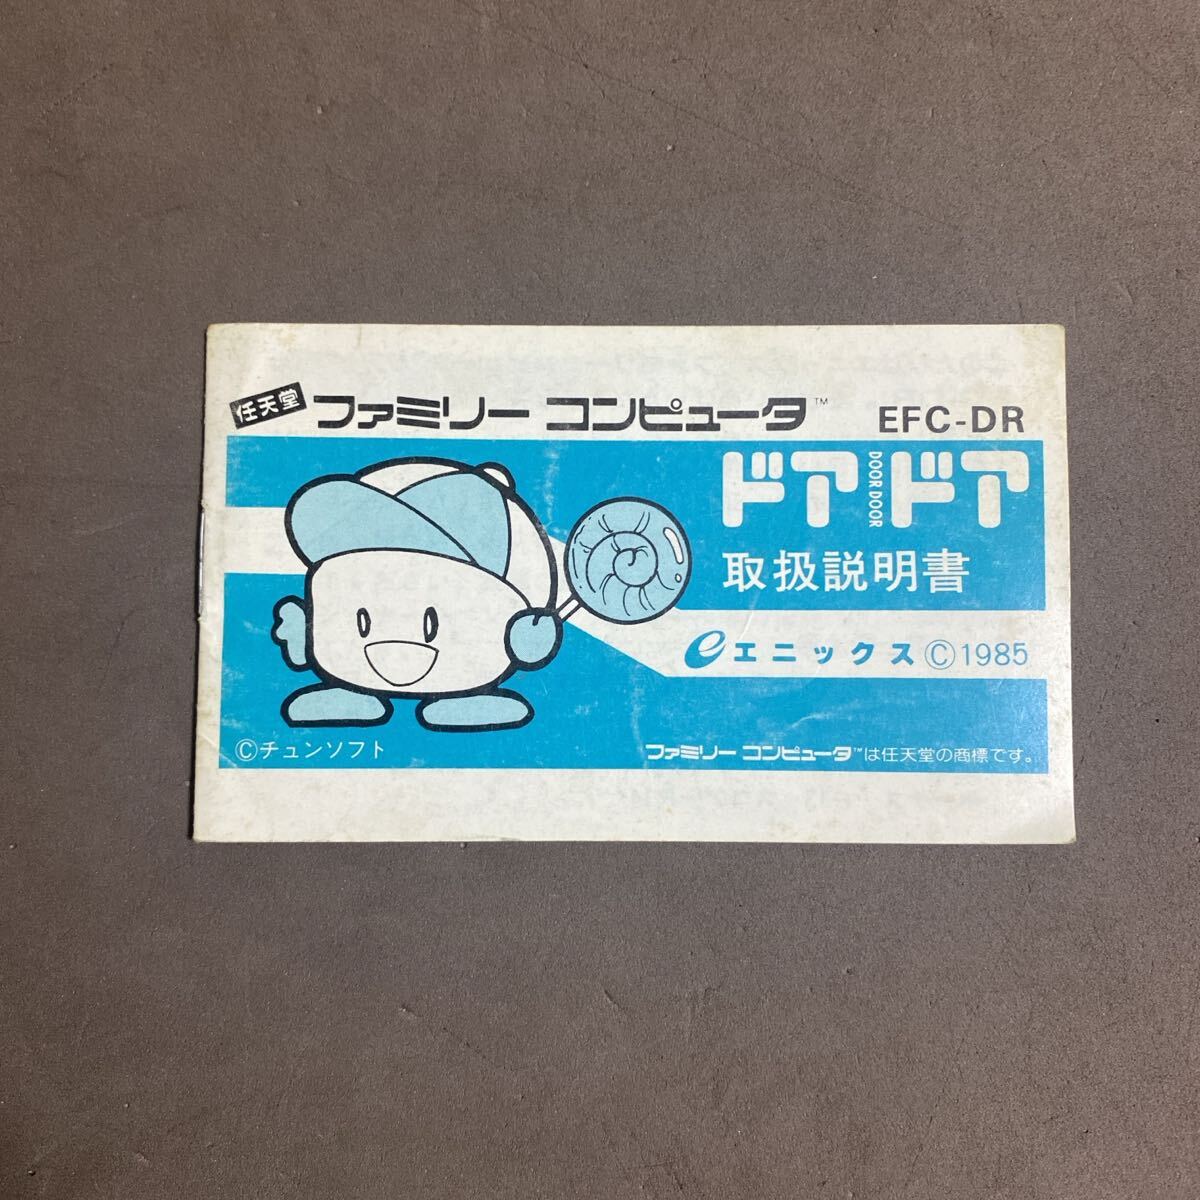 任天堂 ファミリー コンピュータ™ EFC-DR
ドア DOOR DOOR ドア
取扱説明書
e エニックス Ⓒ 1985
Ⓒチュンソフト
ファミリー コンピュータ™は任天堂の商標です。